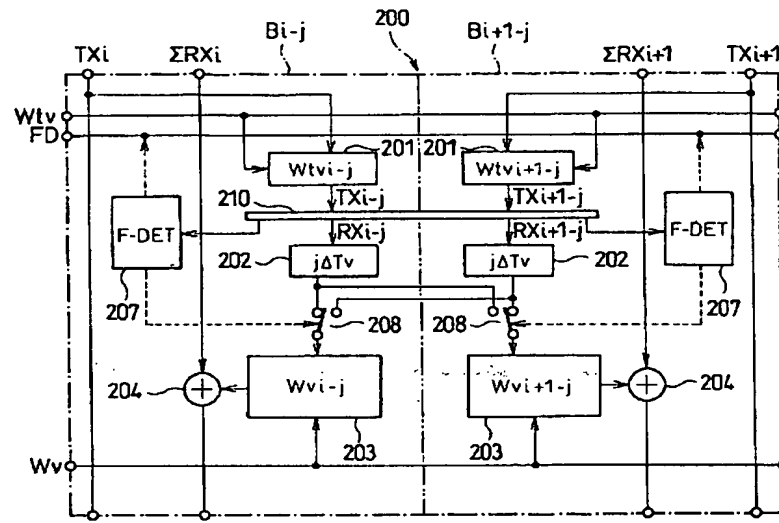 Bi-j 200 Bi+1-j
TXi ΣRXi ΣRXi+1 TXi+1
Wtv
FD
201 201
Wtvi-j Wtvi+1-j
210 TXi-j TXi+1-j
F-DET RXi-j RXi+1-j F-DET
202 jΔTv jΔTv 202
207 207
208 208
204 + Wvi-j Wvi+1-j + 204
203 203
Wv